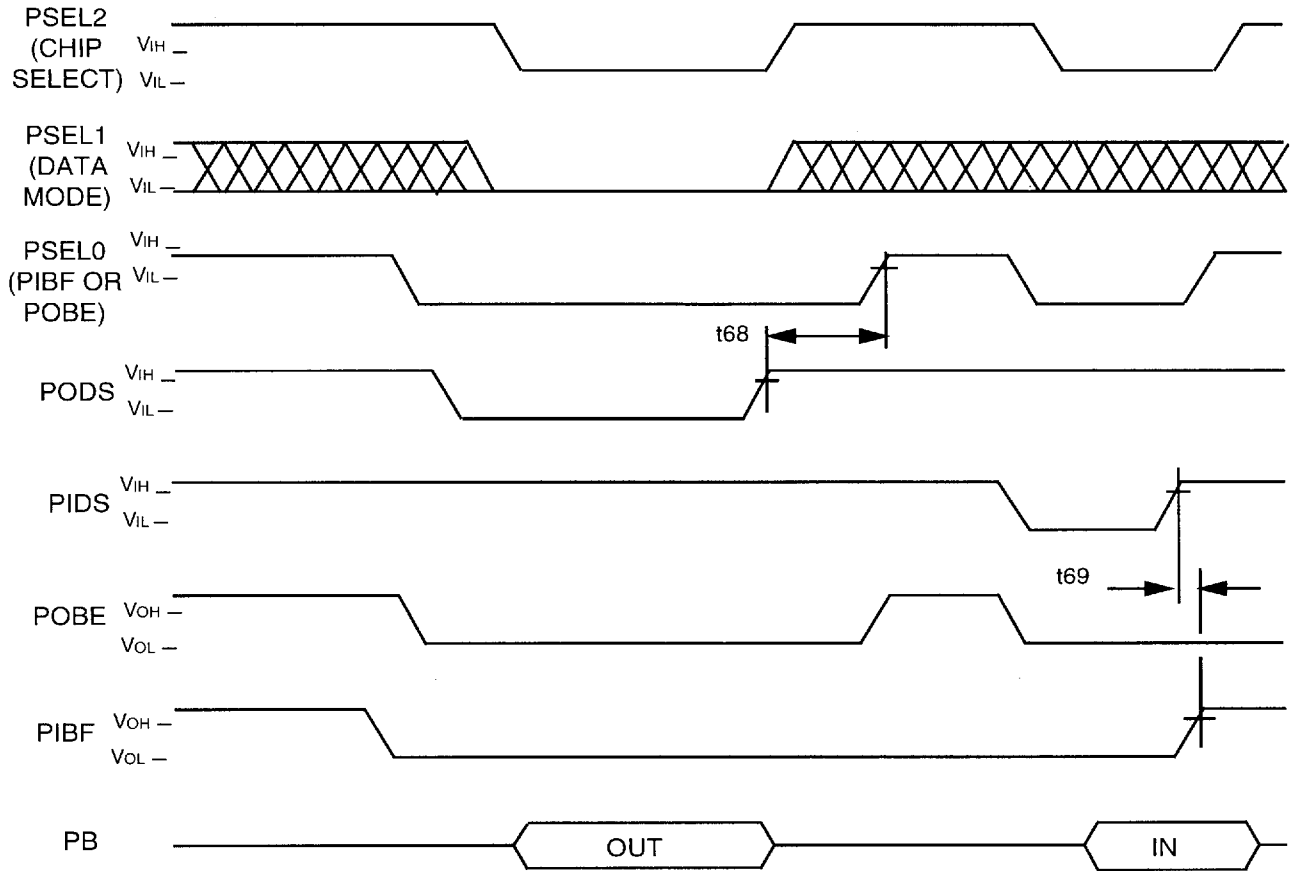 PSEL2
(CHIP
SELECT)
VIH
VIL
PSEL1
(DATA
MODE)
VIH
VIL
PSEL0
(PIBF OR
POBE)
VIH
VIL
t68
PODS
VIH
VIL
PIDS
VIH
VIL
t69
POBE
VOH
VOL
PIBF
VOH
VOL
PB
OUT
IN